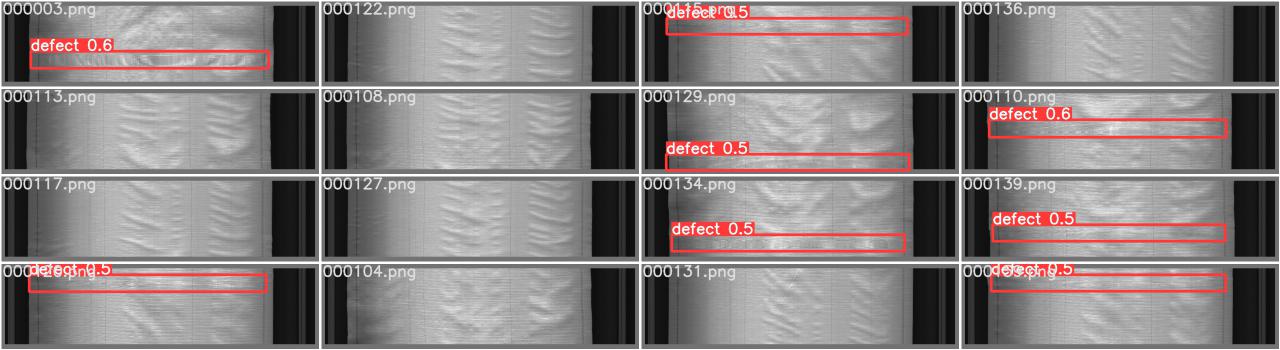 000003.png
defect 0.6
000122.png
000115.png
defect 0.5
000136.png
000113.png
000108.png
000129.png
defect 0.5
000110.png
defect 0.6
000117.png
000127.png
000134.png
defect 0.5
000139.png
defect 0.5
defect 0.5
000104.png
000131.png
defect 0.5